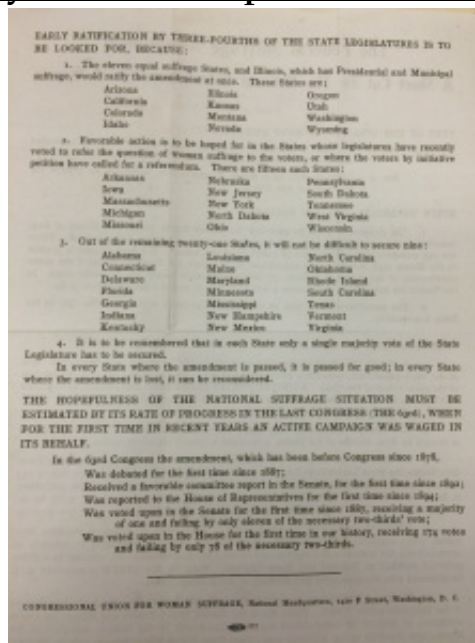 EARLY RATIFICATION BY THREE-FOURTHS OF THE STATE LEGISLATURES IS TO
BE LOOKED FOR, BECAUSE:
1. The eleven equal suffrage States, and Illinois, which has Presidential and Municipal
suffrage, would ratify the amendment at once. These States are:
Arizona Illinois Oregon
California Kansas Utah
Colorado Montana Washington
Idaho Nevada Wyoming
2. Favorable action is to be hoped for in the States whose legislatures have recently
voted to refer the question of woman suffrage to the voters, or where the voters by initiative
petition have called for a referendum. There are fifteen such States:
Arkansas Nebraska Pennsylvania
Iowa New Jersey South Dakota
Massachusetts New York Tennessee
Michigan North Dakota West Virginia
Missouri Ohio Wisconsin
3. Out of the remaining twenty-one States, it will not be difficult to secure nine:
Alabama Louisiana North Carolina
Connecticut Maine Oklahoma
Delaware Maryland Rhode Island
Florida Minnesota South Carolina
Georgia Mississippi Texas
Indiana New Hampshire Vermont
Kentucky New Mexico Virginia
4. It is to be remembered that in each State only a single majority vote of the State
Legislature has to be secured.
In every State where the amendment is passed, it is passed for good; in every State
where the amendment is lost, it can be reconsidered.
THE HOPEFULNESS OF THE NATIONAL SUFFRAGE SITUATION MUST BE
ESTIMATED BY ITS RATE OF PROGRESS IN THE LAST CONGRESS (THE 63rd), WHEN
FOR THE FIRST TIME IN RECENT YEARS AN ACTIVE CAMPAIGN WAS WAGED IN
ITS BEHALF.
In the 63rd Congress the amendment, which has been before Congress since 1878,
Was debated for the first time since 1887;
Received a favorable committee report in the Senate, for the first time since 1892;
Was reported to the House of Representatives for the first time since 1894;
Was voted upon in the Senate for the first time since 1887, receiving a majority
of one and failing by only eleven of the necessary two-thirds' vote;
Was voted upon in the House for the first time in our history, receiving 174 votes
and failing by only 78 of the necessary two-thirds.
CONGRESSIONAL UNION FOR WOMAN SUFFRAGE, National Headquarters, 1420 F Street, Washington, D. C.